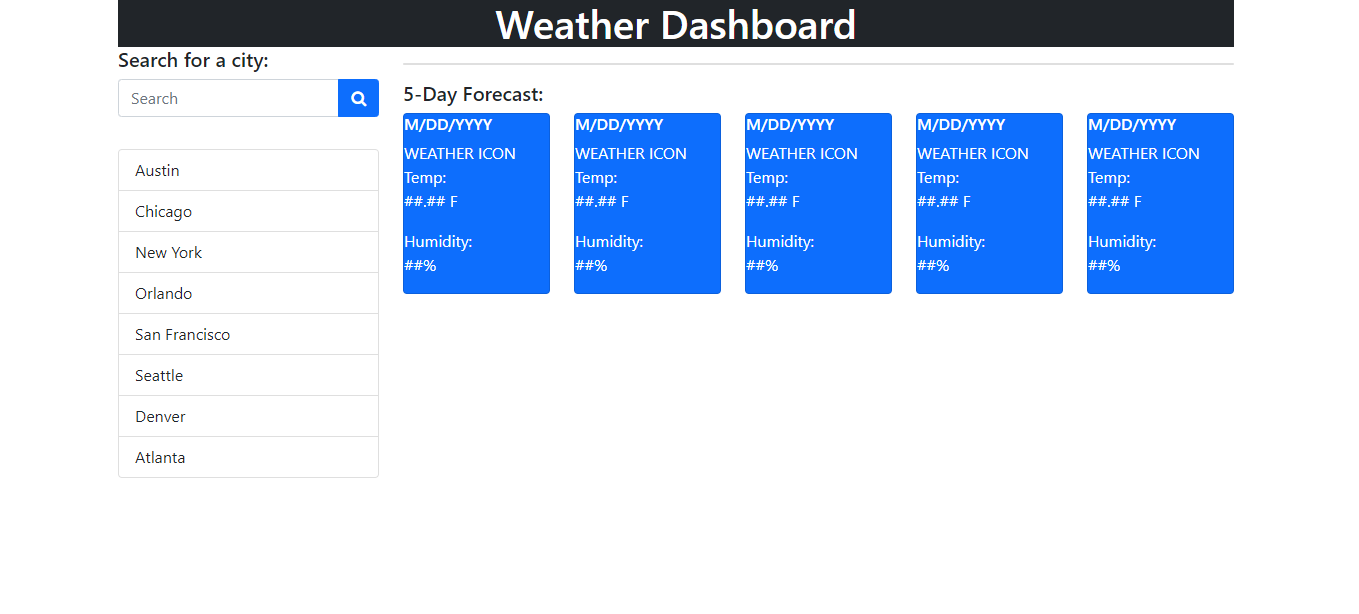 Weather Dashboard
Search for a city:
Search
Austin
Chicago
New York
Orlando
San Francisco
Seattle
Denver
Atlanta
5-Day Forecast:
M/DD/YYYY
WEATHER ICON
Temp:
##.## F
Humidity:
##%
M/DD/YYYY
WEATHER ICON
Temp:
##.## F
Humidity:
##%
M/DD/YYYY
WEATHER ICON
Temp:
##.## F
Humidity:
##%
M/DD/YYYY
WEATHER ICON
Temp:
##.## F
Humidity:
##%
M/DD/YYYY
WEATHER ICON
Temp:
##.## F
Humidity:
##%